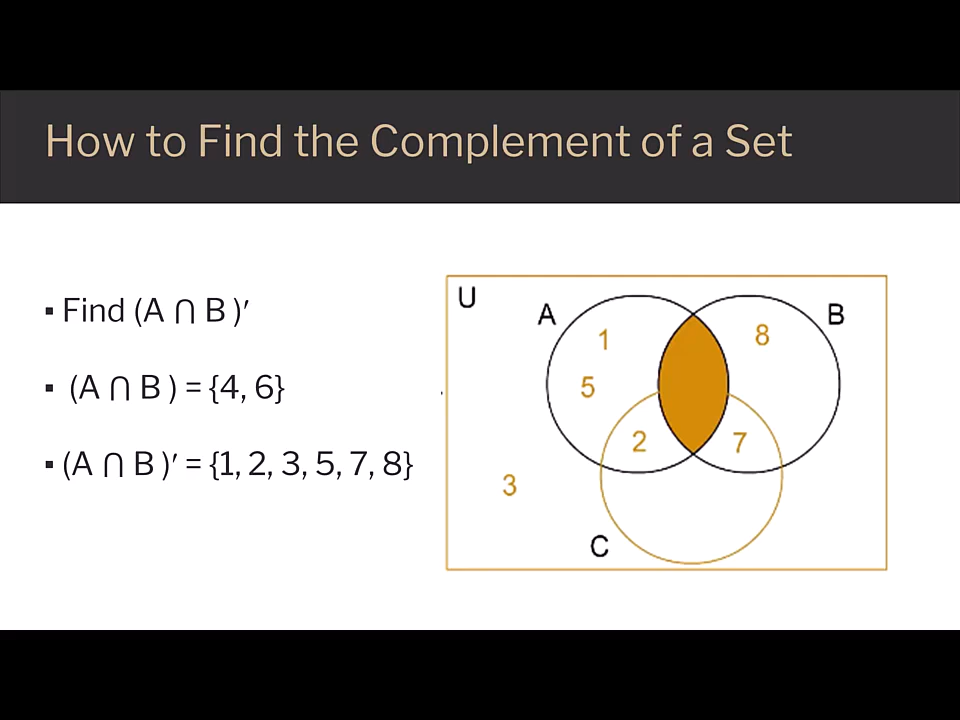 How to Find the Complement of a Set
▪ Find (A ∩ B )′
▪ (A ∩ B ) = {4, 6}
▪ (A ∩ B )′ = {1, 2, 3, 5, 7, 8}
U
A
B
1
8
5
2
7
3
C